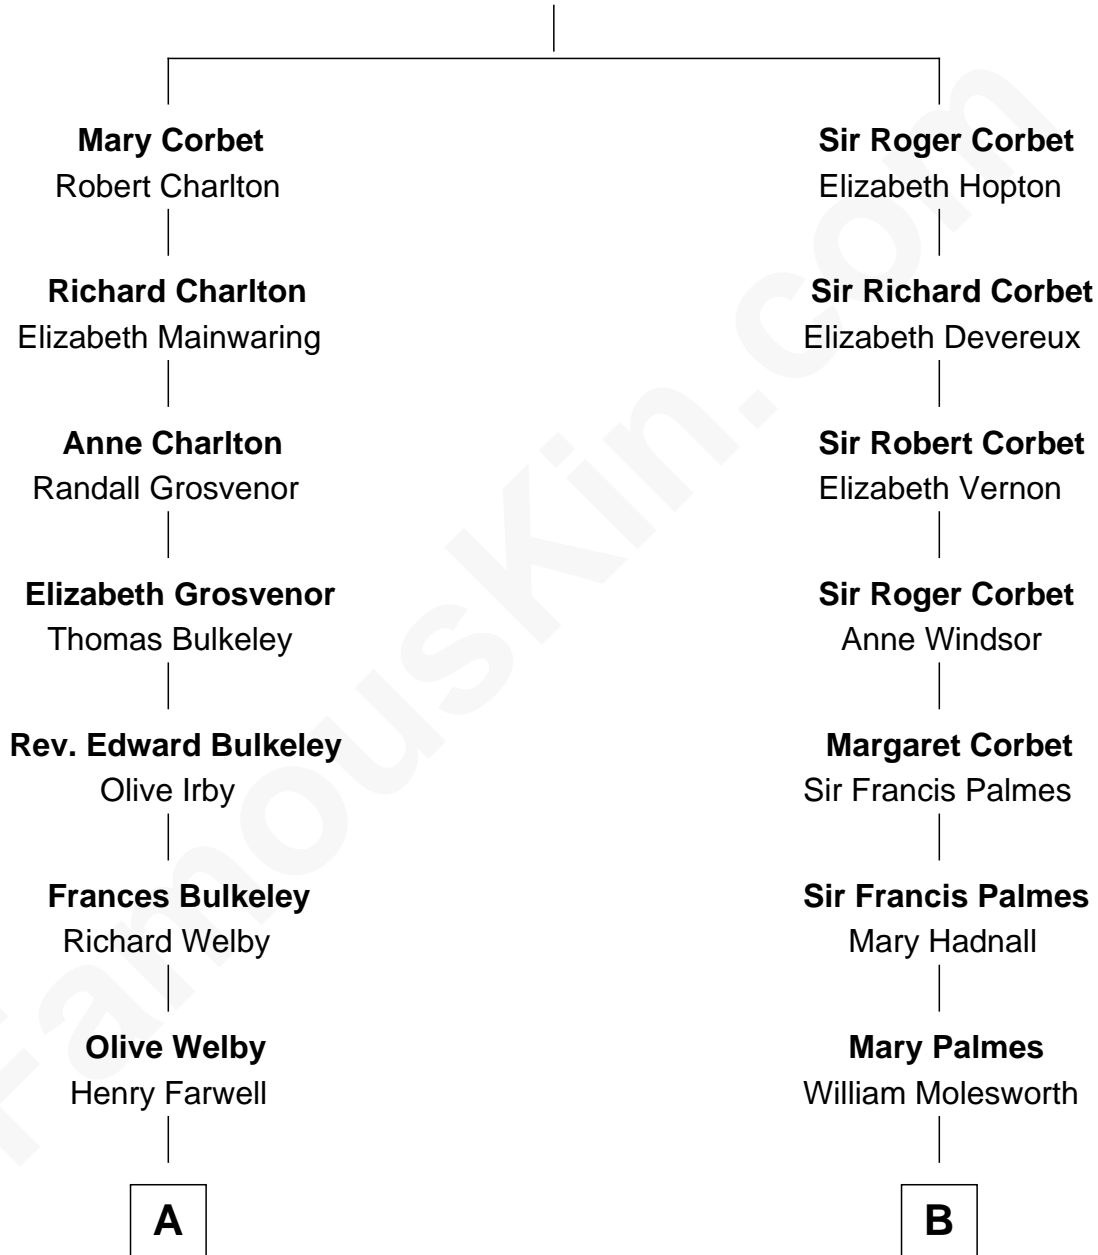 Mary Corbet
Robert Charlton
Richard Charlton
Elizabeth Mainwaring
Anne Charlton
Randall Grosvenor
Elizabeth Grosvenor
Thomas Bulkeley
Rev. Edward Bulkeley
Olive Irby
Frances Bulkeley
Richard Welby
Olive Welby
Henry Farwell
A
Sir Roger Corbet
Elizabeth Hopton
Sir Richard Corbet
Elizabeth Devereux
Sir Robert Corbet
Elizabeth Vernon
Sir Roger Corbet
Anne Windsor
Margaret Corbet
Sir Francis Palmes
Sir Francis Palmes
Mary Hadnall
Mary Palmes
William Molesworth
B
FamousKin.com